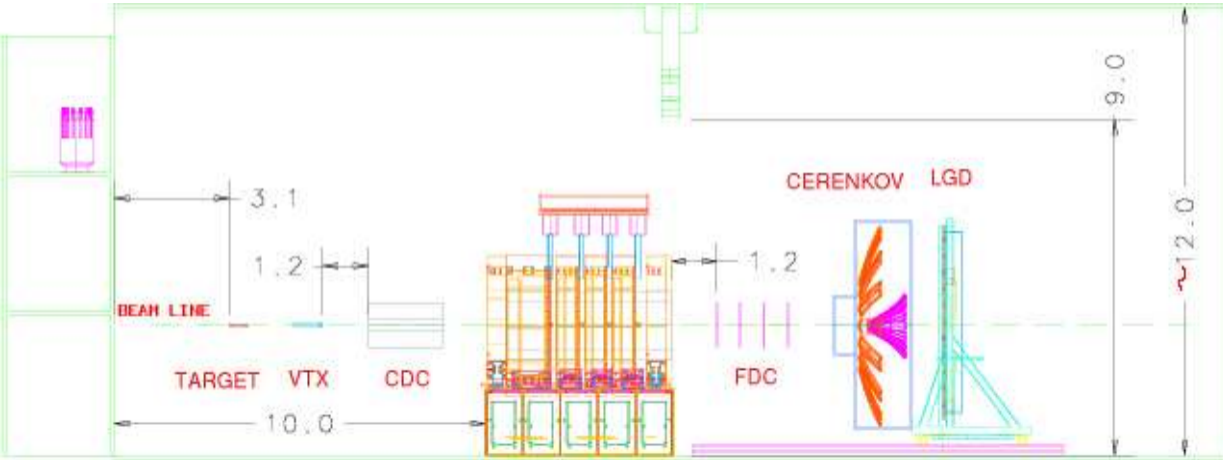 9.0
CERENKOV LGD
3.1
~12.0
1.2
1.2
BEAM LINE
TARGET VTX CDC FDC
10.0